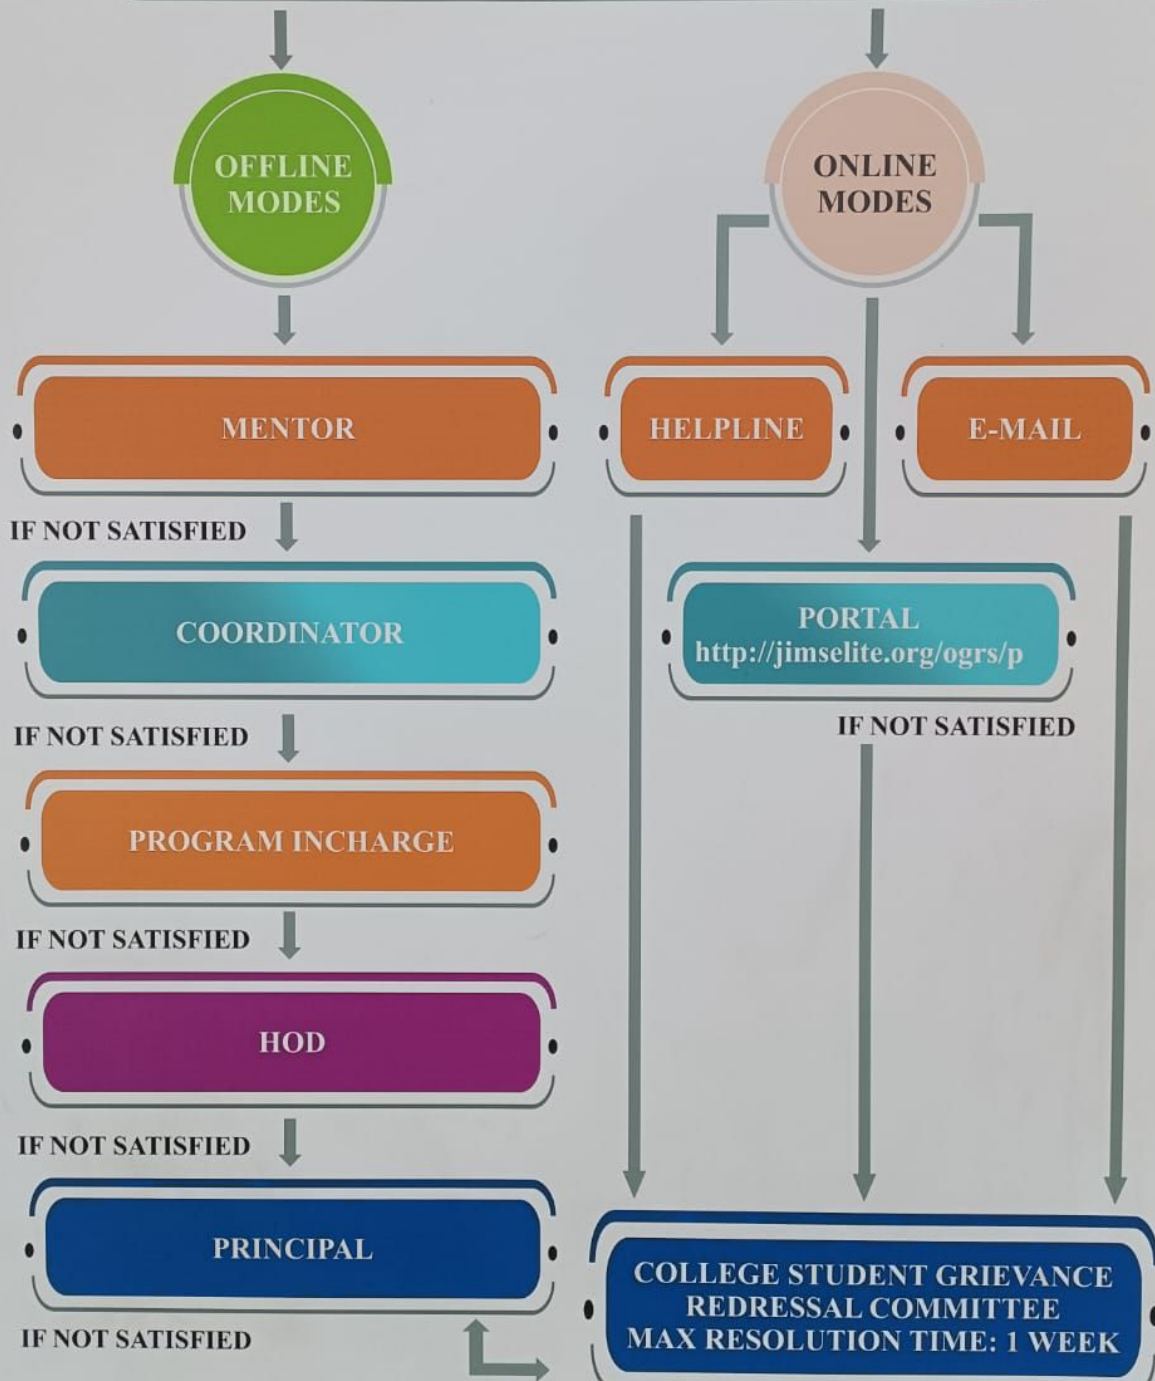 OFFLINE
MODES
ONLINE
MODES
MENTOR
HELPLINE
E-MAIL
IF NOT SATISFIED
COORDINATOR
PORTAL
http://jimselite.org/ogrs/p
IF NOT SATISFIED
IF NOT SATISFIED
PROGRAM INCHARGE
IF NOT SATISFIED
HOD
IF NOT SATISFIED
PRINCIPAL
IF NOT SATISFIED
COLLEGE STUDENT GRIEVANCE
REDRESSAL COMMITTEE
MAX RESOLUTION TIME: 1 WEEK